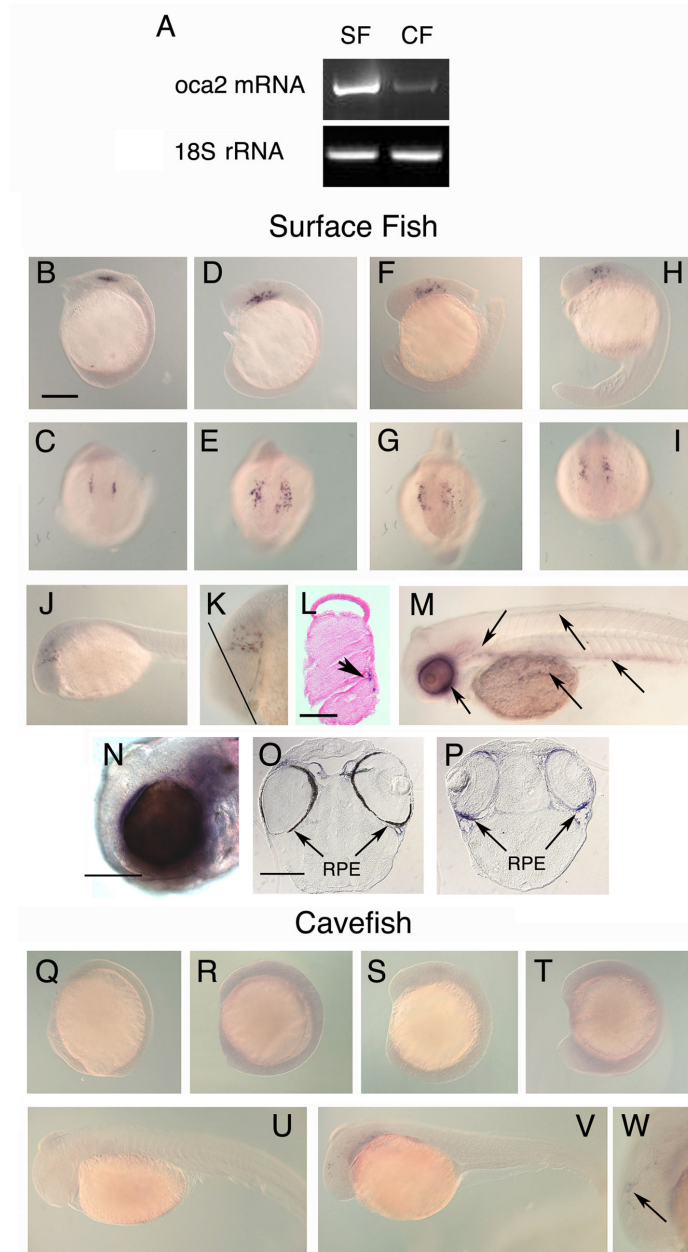 A
SF CF
oca2 mRNA
18S rRNA
Surface Fish
B D F H
C E G I
J K L M
N O P
RPE RPE
Cavefish
Q R S T
U V W